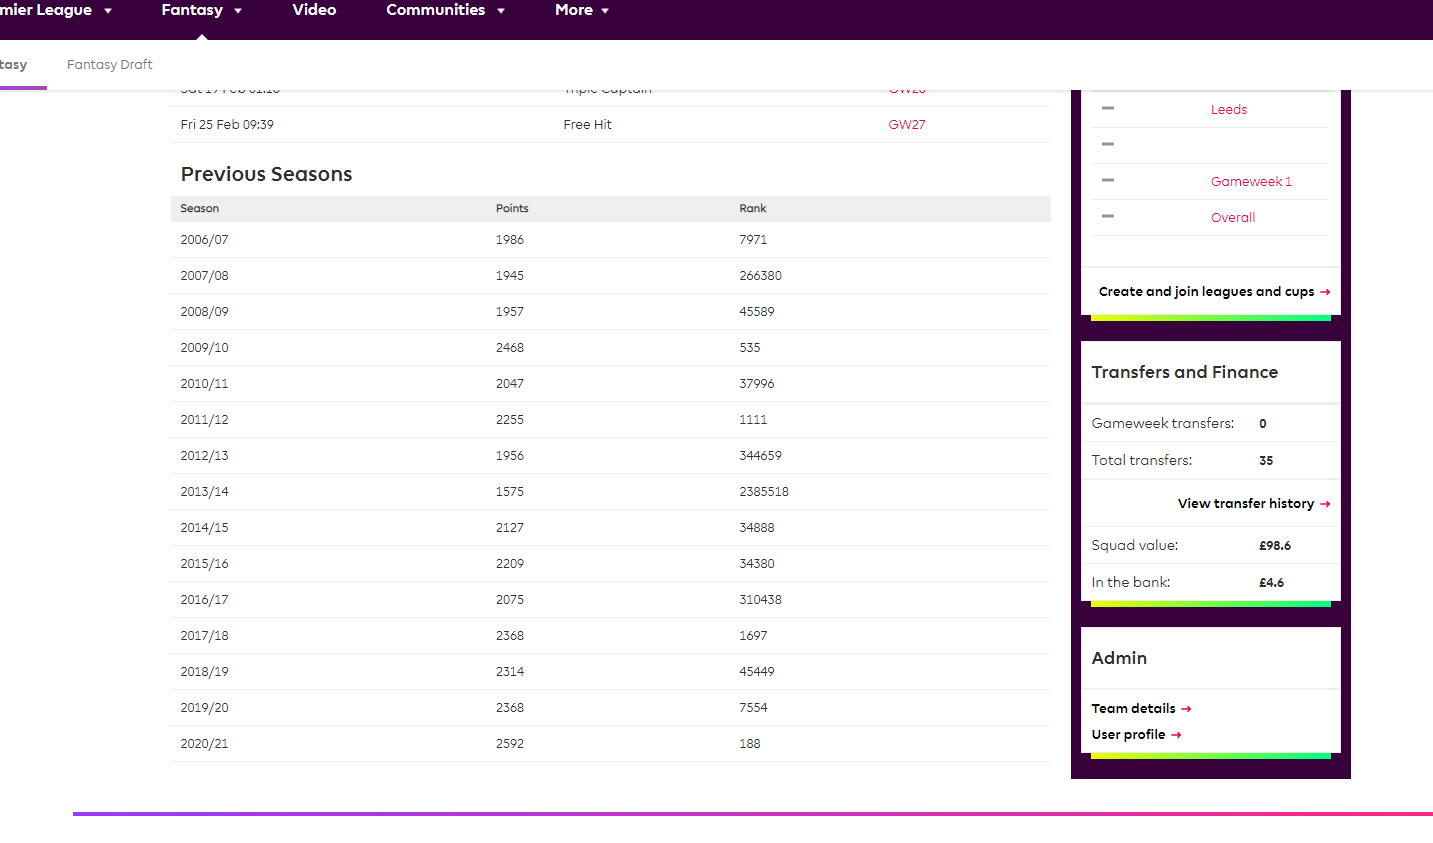 mier League Fantasy Video Communities More
tasy Fantasy Draft
Fri 25 Feb 09:39 Free Hit GW27
Previous Seasons
Season Points Rank
2006/07 1986 7971
2007/08 1945 266380
2008/09 1957 45589
2009/10 2468 535
2010/11 2047 37996
2011/12 2255 1111
2012/13 1956 344659
2013/14 1575 2385518
2014/15 2127 34888
2015/16 2209 34380
2016/17 2075 310438
2017/18 2368 1697
2018/19 2314 45449
2019/20 2368 7554
2020/21 2592 188
Leeds
Gameweek 1
Overall
Create and join leagues and cups →
Transfers and Finance
Gameweek transfers: 0
Total transfers: 35
View transfer history →
Squad value: £98.6
In the bank: £4.6
Admin
Team details →
User profile →